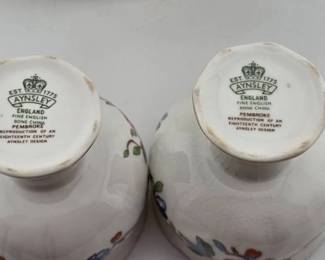 EST 1775
AYNSLEY
ENGLAND
FINE ENGLISH
BONE CHINA
PEMBROKE
REPRODUCTION OF AN
EIGHTEENTH CENTURY
AYNSLEY DESIGN
EST 1775
AYNSLEY
ENGLAND
FINE ENGLISH
BONE CHINA
PEMBROKE
REPRODUCTION OF AN
EIGHTEENTH CENTURY
AYNSLEY DESIGN